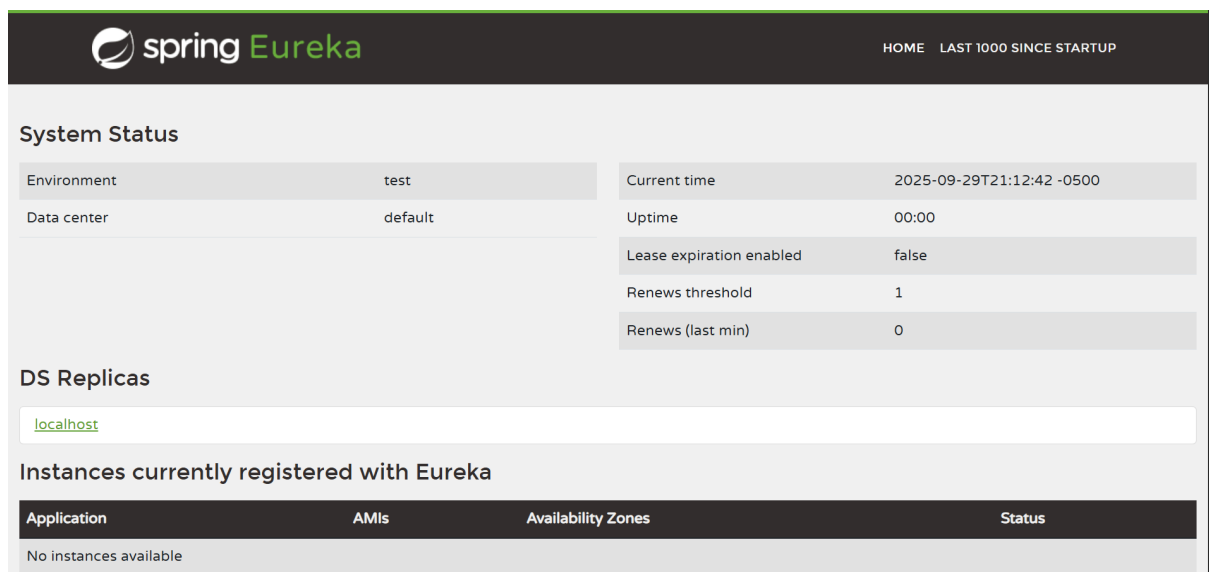 spring Eureka
HOME LAST 1000 SINCE STARTUP
System Status
Environment test
Data center default
Current time 2025-09-29T21:12:42 -0500
Uptime 00:00
Lease expiration enabled false
Renews threshold 1
Renews (last min) 0
DS Replicas
localhost
Instances currently registered with Eureka
Application AMIs Availability Zones Status
No instances available